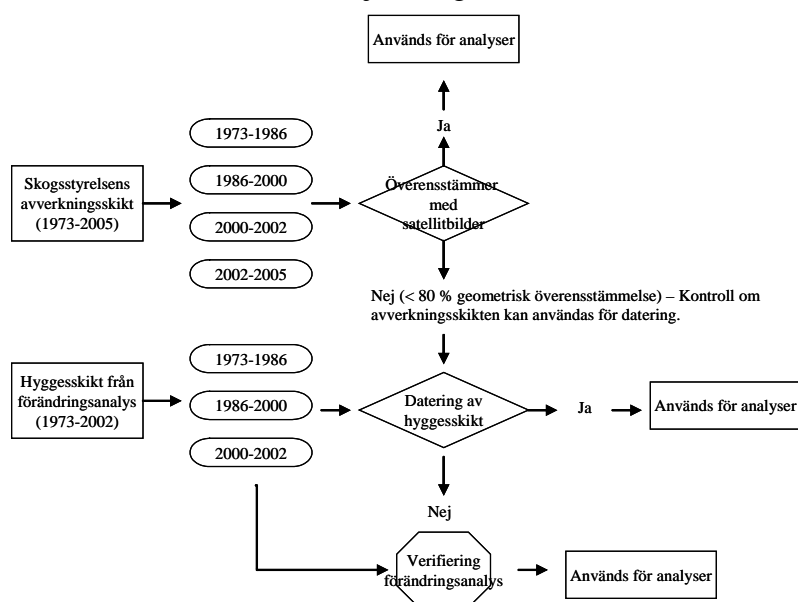 Används för analyser
Ja
1973-1986
1986-2000
2000-2002
2002-2005
Skogsstyrelsens
avverkningsskikt
(1973-2005)
Överensstämmer
med
satellitbilder
Nej (< 80 % geometrisk överensstämmelse) – Kontroll om
avverkningsskikten kan användas för datering.
1973-1986
1986-2000
2000-2002
Hyggesskikt från
förändringsanalys
(1973-2002)
Datering av
hyggesskikt
Ja
Används för analyser
Nej
Verifiering
förändringsanalys
Används för analyser